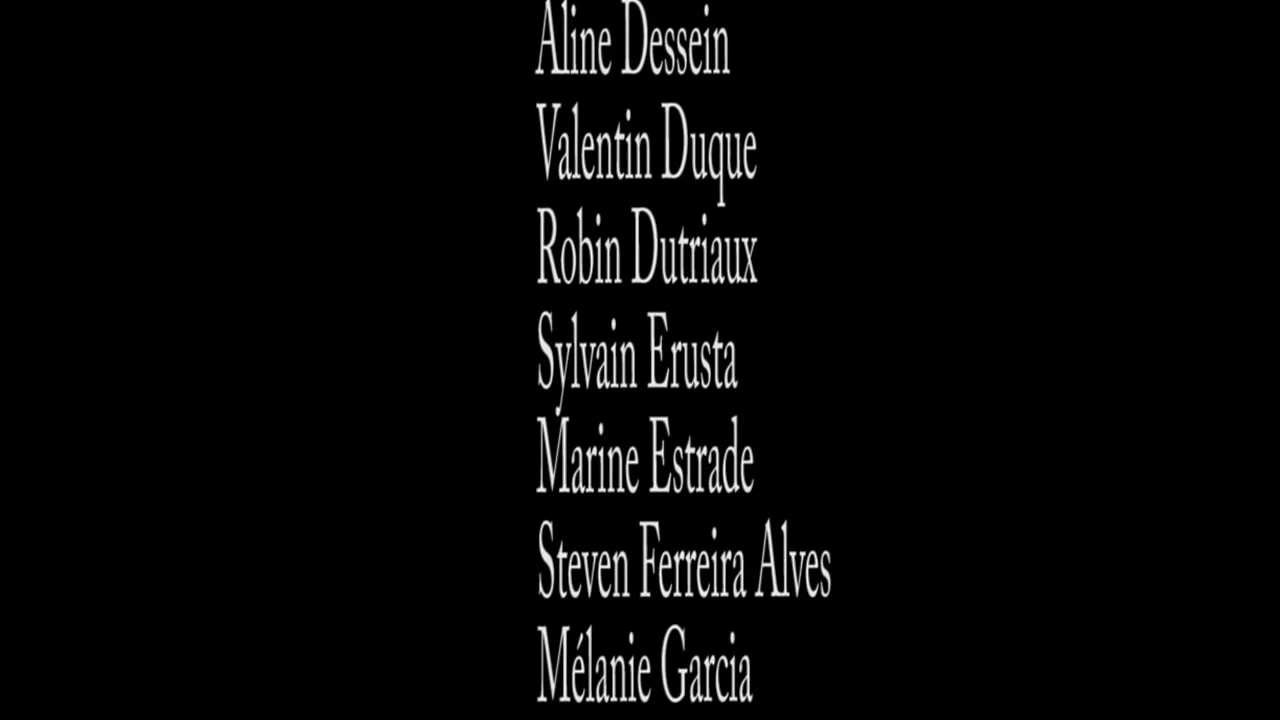 Aline Dessein
Valentin Duque
Robin Dutriaux
Sylvain Erusta
Marine Estrade
Steven Ferreira Alves
Mélanie Garcia